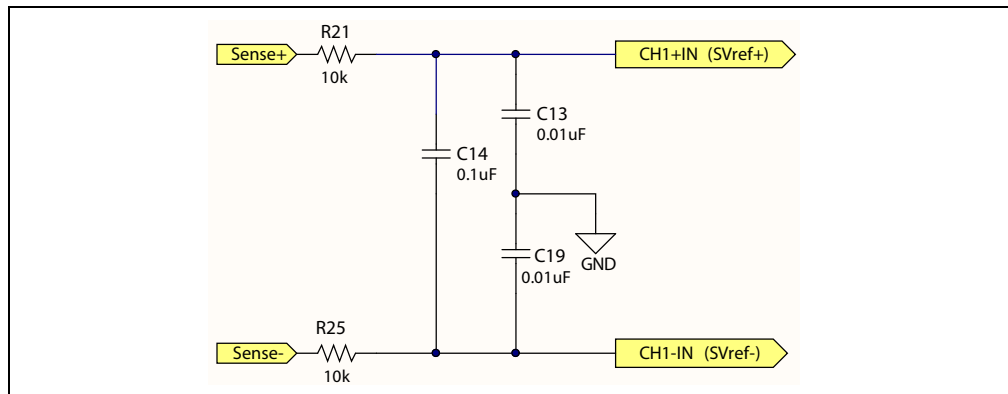 R21
Sense+
10k
CH1+IN (SVref+)
C13
0.01uF
C14
0.1uF
C19
0.01uF
GND
R25
Sense-
10k
CH1-IN (SVref-)